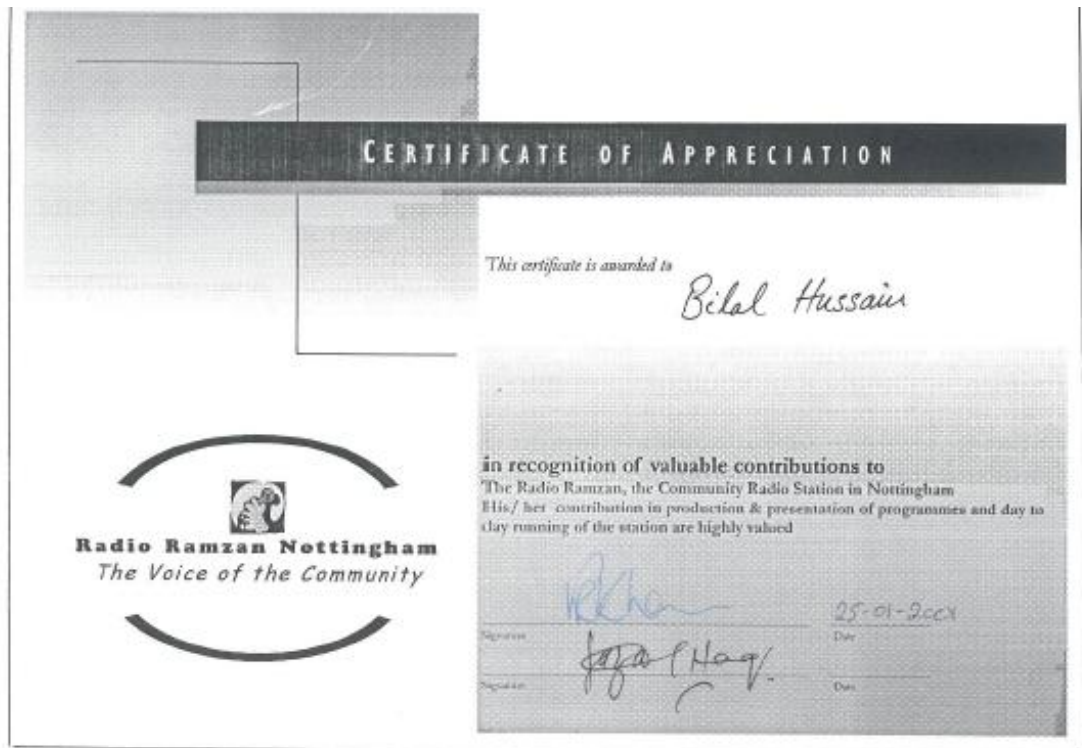 CERTIFICATE OF APPRECIATION
This certificate is awarded to
Bilal Hussain
in recognition of valuable contributions to
The Radio Ramzan, the Community Radio Station in Nottingham
His/ her contribution in production & presentation of programmes and day to
day running of the station are highly valued
Radio Ramzan Nottingham
The Voice of the Community
25-01-
Signature
Date
Signature
Date